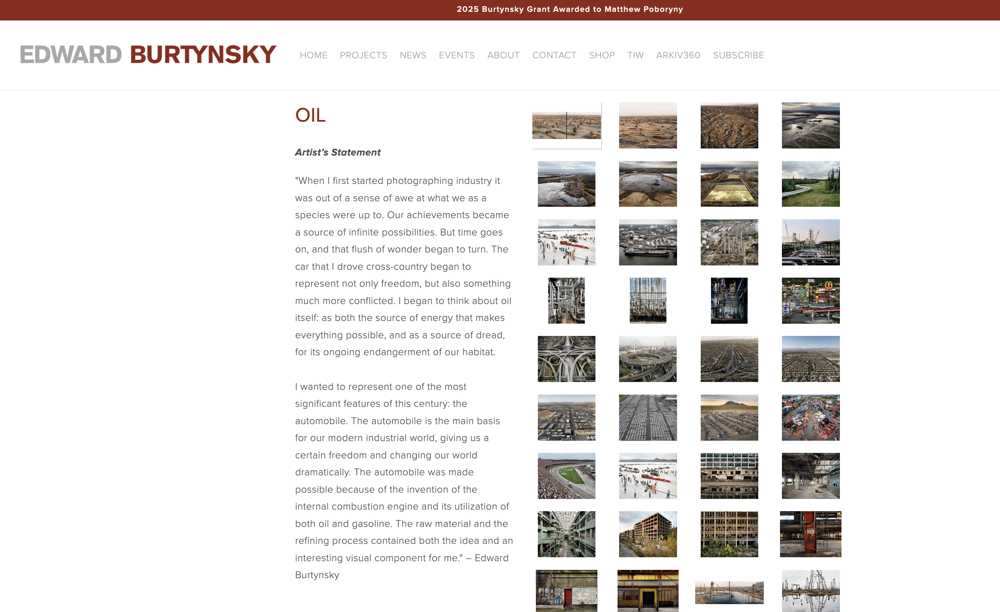 2025 Burtynsky Grant Awarded to Matthew Poboryny
EDWARD BURTYNSKY
HOME PROJECTS NEWS EVENTS ABOUT CONTACT SHOP TIW ARKIV360 SUBSCRIBE
OIL
Artist’s Statement
"When I first started photographing industry it
was out of a sense of awe at what we as a
species were up to. Our achievements became
a source of infinite possibilities. But time goes
on, and that flush of wonder began to turn. The
car that I drove cross-country began to
represent not only freedom, but also something
much more conflicted. I began to think about oil
itself: as both the source of energy that makes
everything possible, and as a source of dread,
for its ongoing endangerment of our habitat.
I wanted to represent one of the most
significant features of this century: the
automobile. The automobile is the main basis
for our modern industrial world, giving us a
certain freedom and changing our world
dramatically. The automobile was made
possible because of the invention of the
internal combustion engine and its utilization of
both oil and gasoline. The raw material and the
refining process contained both the idea and an
interesting visual component for me." – Edward
Burtynsky